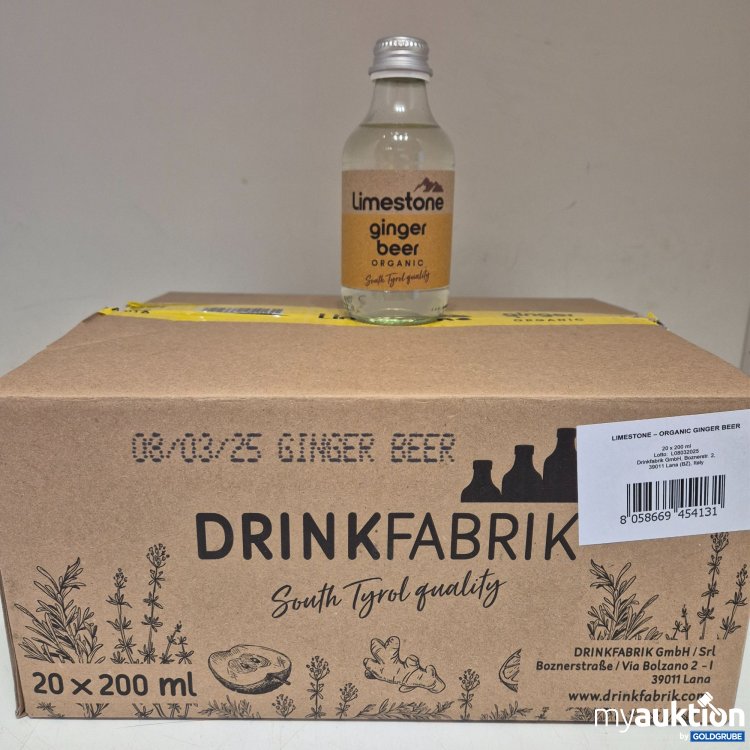 Limestone
ginger
beer
ORGANIC
South Tyrol quality
ginger
ORGANIC
08/03/25 GINGER BEER
LIMESTONE – ORGANIC GINGER BEER
20 x 200 ml
Lotto: L08032025
Drinkfabrik GmbH, Boznerstr. 2,
39011 Lana (BZ), Italy
8 058669 454131
DRINKFABRIK
South Tyrol quality
20 x 200 ml
DRINKFABRIK GmbH / Srl
Boznerstraße / Via Bolzano 2 - I
39011 Lana
www.drinkfabrik.com
myauktion
by GOLDGRUBE